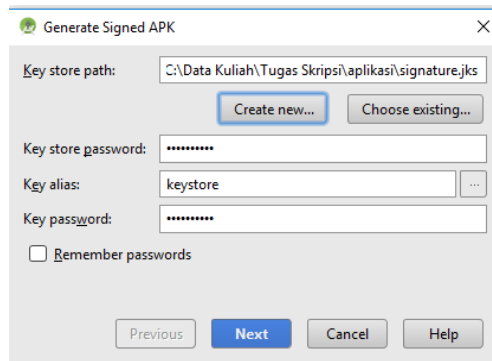 Generate Signed APK
Key store path: C:\Data Kuliah\Tugas Skripsi\aplikasi\signature.jks
Create new... Choose existing...
Key store password: ••••••••••
Key alias: keystore ...
Key password: ••••••••••
Remember passwords
Previous Next Cancel Help